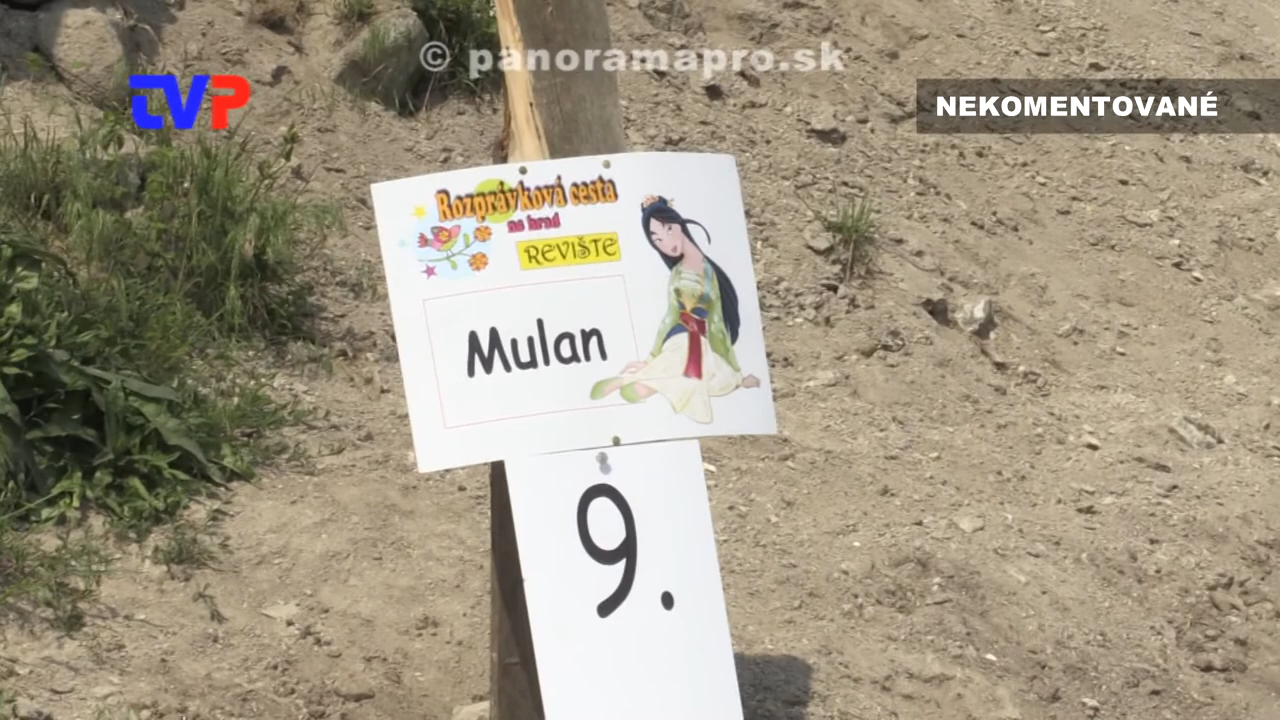 © panoramapro.sk
TVP
NEKOMENTOVANÉ
Rozprávková cesta
na hrad
REVIŠTE
Mulan
9.